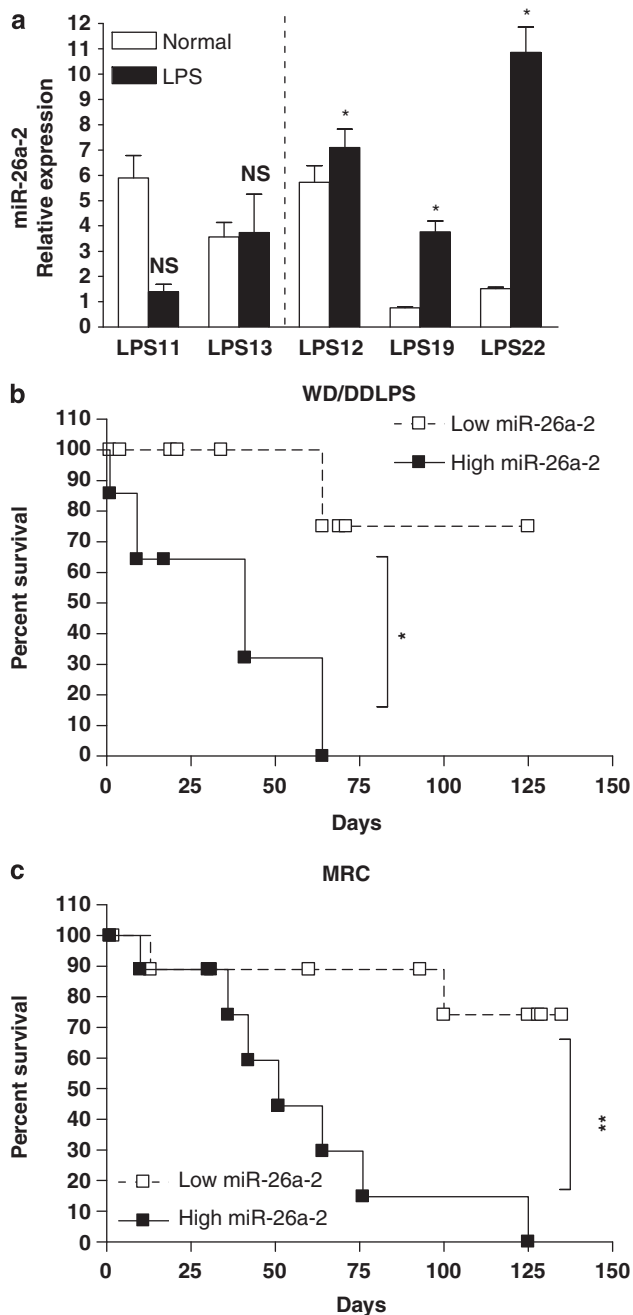 a
Normal
LPS
miR-26a-2
Relative expression
12
11
10
9
8
7
6
5
4
3
2
1
0
NS
NS
*
*
*
LPS11 LPS13 LPS12 LPS19 LPS22
b
WD/DDLPS
Low miR-26a-2
High miR-26a-2
Percent survival
110
100
90
80
70
60
50
40
30
20
10
0
*
0 25 50 75 100 125 150
Days
c
MRC
Percent survival
110
100
90
80
70
60
50
40
30
20
10
0
**
Low miR-26a-2
High miR-26a-2
0 25 50 75 100 125 150
Days